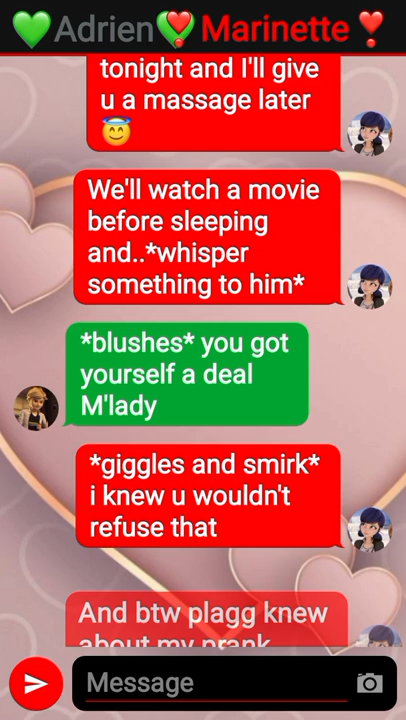 💚Adrien💚❣️Marinette❣️
tonight and I'll give
u a massage later
😇
We'll watch a movie
before sleeping
and..*whisper
something to him*
*blushes* you got
yourself a deal
M'lady
*giggles and smirk*
i knew u wouldn't
refuse that
And btw plagg knew
about my prank
Message